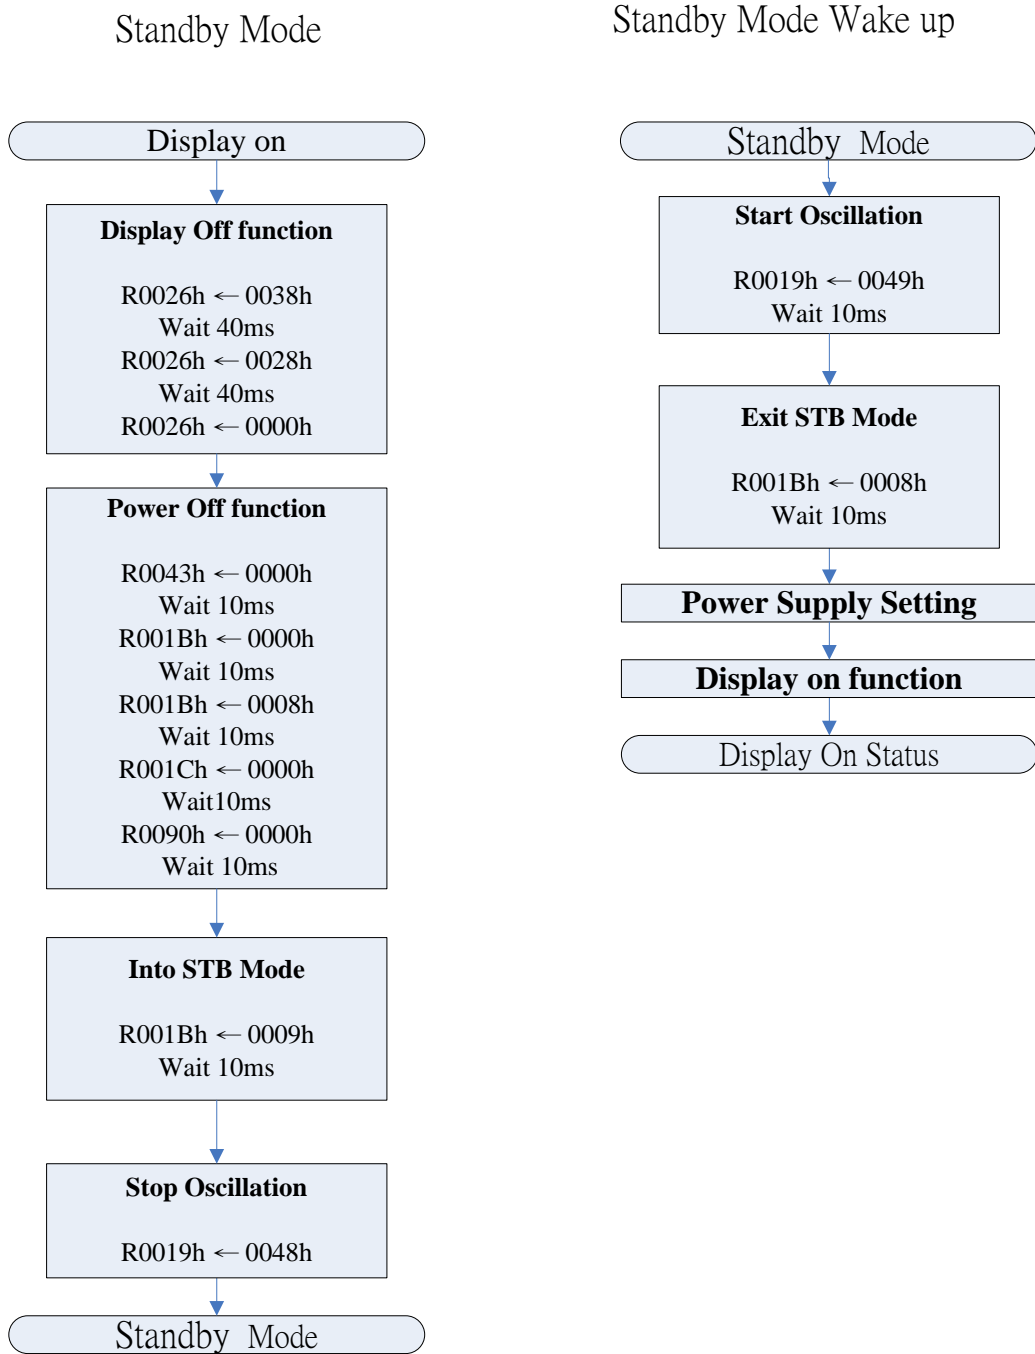 Standby Mode
Display on
Display Off function
R0026h ← 0038h
Wait 40ms
R0026h ← 0028h
Wait 40ms
R0026h ← 0000h
Power Off function
R0043h ← 0000h
Wait 10ms
R001Bh ← 0000h
Wait 10ms
R001Bh ← 0008h
Wait 10ms
R001Ch ← 0000h
Wait10ms
R0090h ← 0000h
Wait 10ms
Into STB Mode
R001Bh ← 0009h
Wait 10ms
Stop Oscillation
R0019h ← 0048h
Standby Mode
Standby Mode Wake up
Standby Mode
Start Oscillation
R0019h ← 0049h
Wait 10ms
Exit STB Mode
R001Bh ← 0008h
Wait 10ms
Power Supply Setting
Display on function
Display On Status